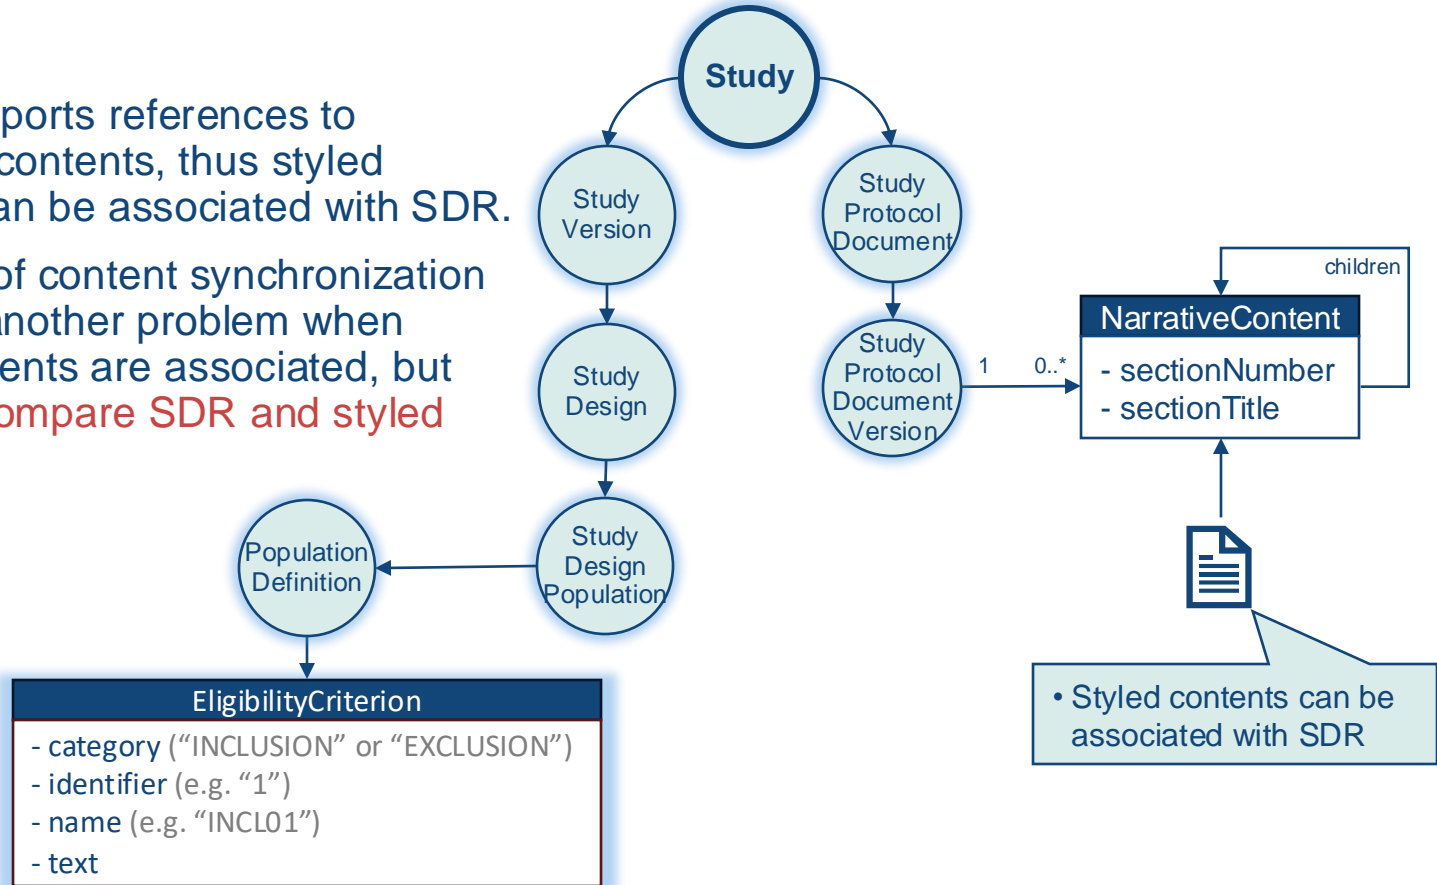 Study
ports references to
contents, thus styled
an be associated with SDR.
of content synchronization
another problem when
ents are associated, but
ompare SDR and styled
Study
Version
Study
Protocol
Document
Study
Design
Study
Protocol
Document
Version
1
0..*
children
NarrativeContent
- sectionNumber
- sectionTitle
Population
Definition
Study
Design
Population
• Styled contents can be
associated with SDR
EligibilityCriterion
- category (“INCLUSION” or “EXCLUSION”)
- identifier (e.g. “1”)
- name (e.g. “INCL01”)
- text